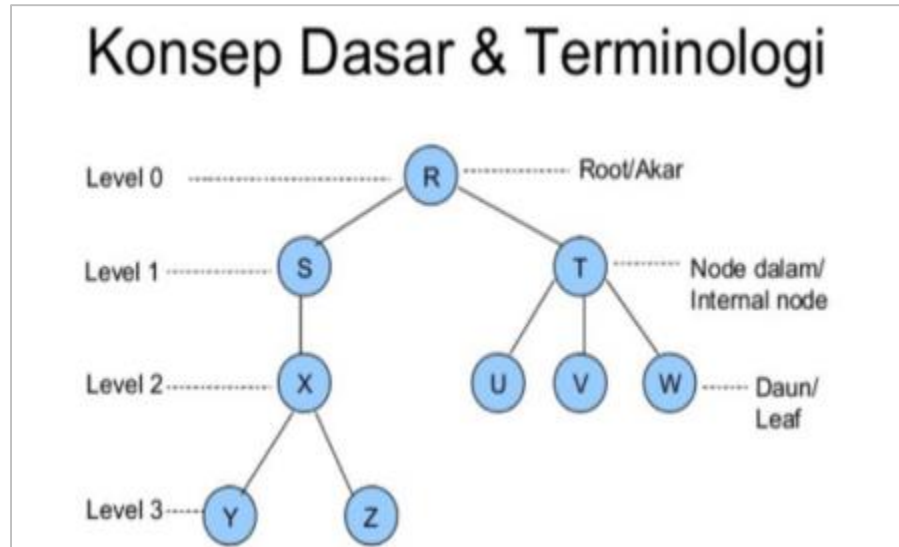 Konsep Dasar & Terminologi
Level 0
R
Root/Akar
Level 1
S
T
Node dalam/
Internal node
Level 2
X
U
V
W
Daun/
Leaf
Level 3
Y
Z